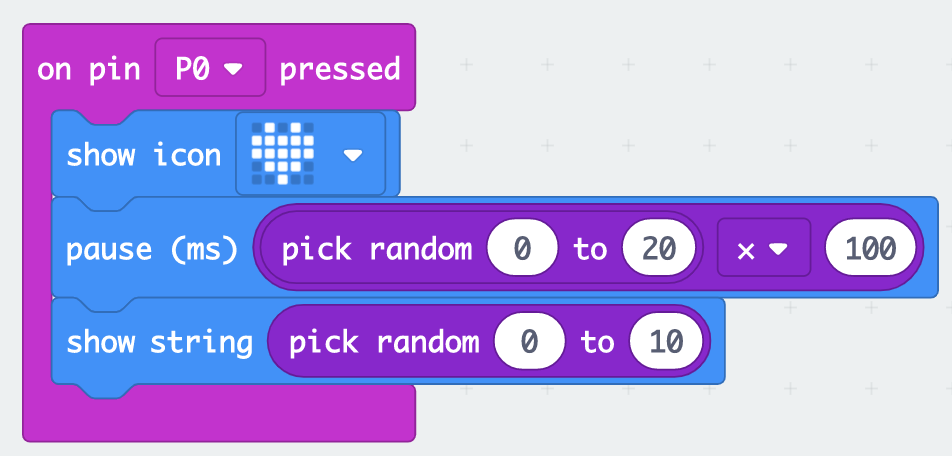 on pin P0 pressed
show icon
pause (ms) pick random 0 to 20 × 100
show string pick random 0 to 10